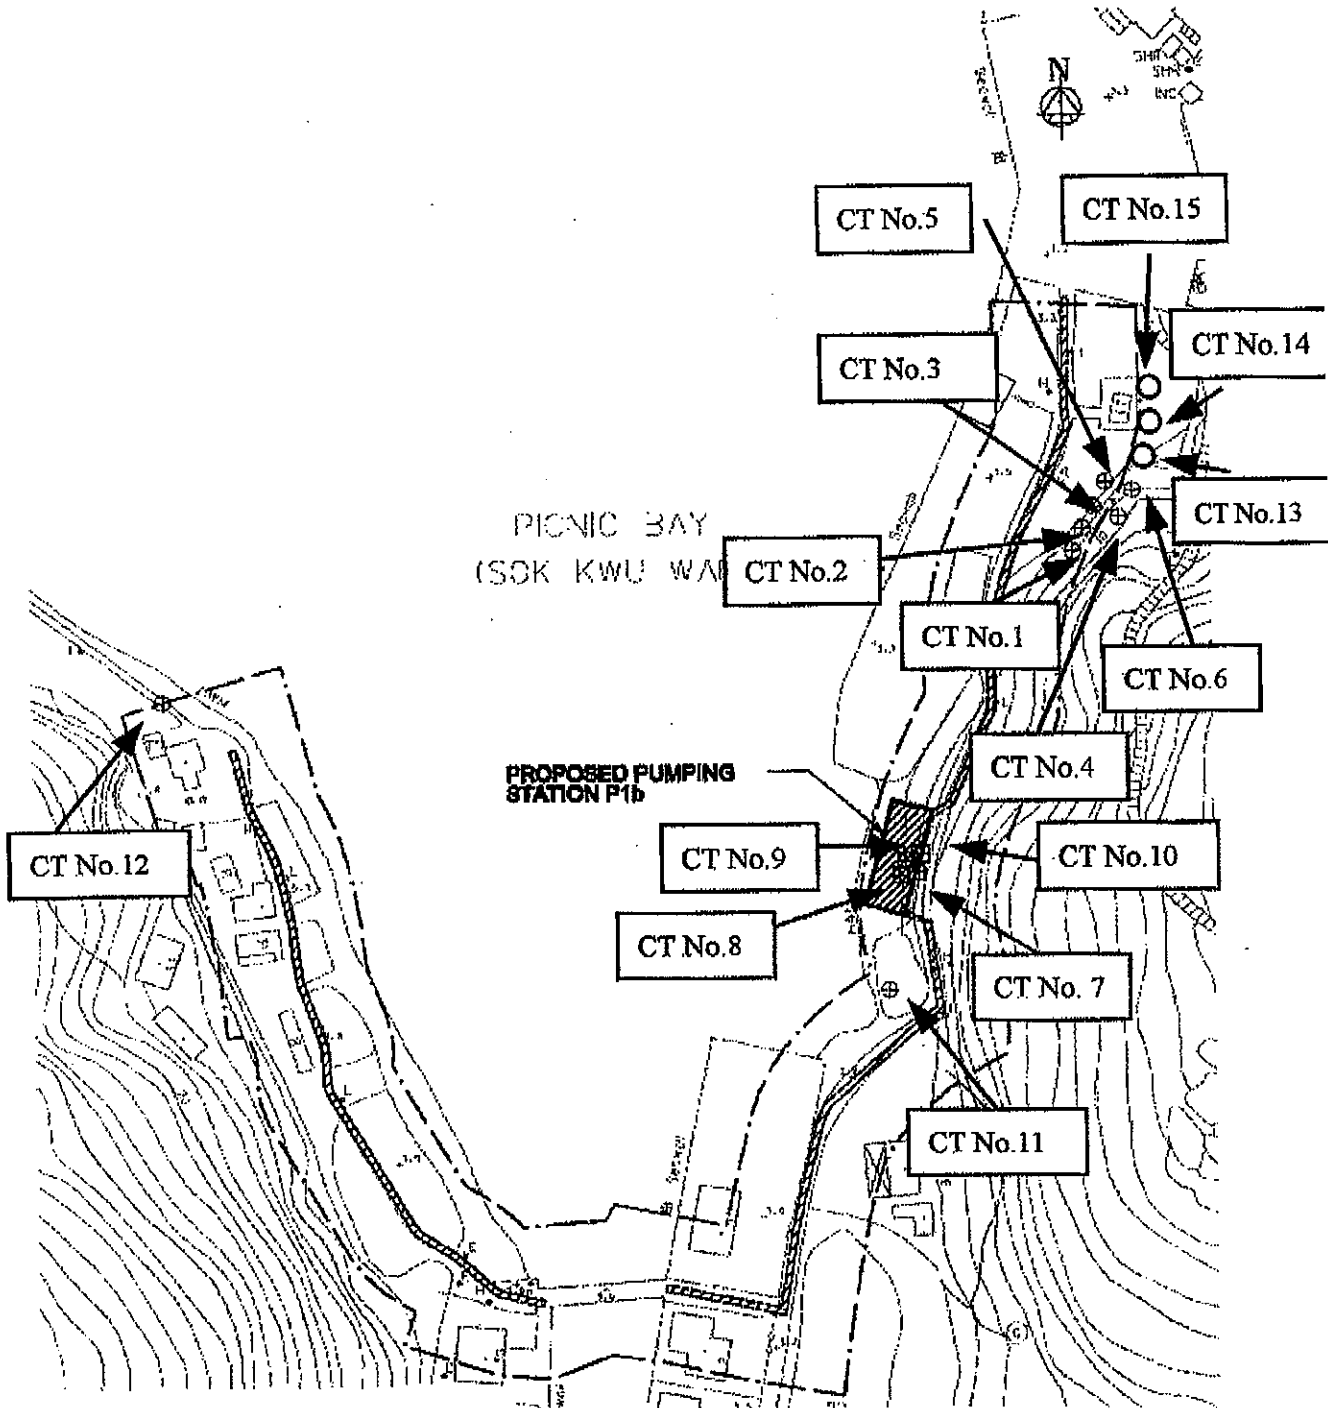 N
CT No.5
CT No.15
CT No.14
CT No.3
CT No.13
PICNIC BAY
(SOK KWU WA
CT No.2
CT No.1
CT No.6
CT No.4
PROPOSED PUMPING
STATION P1b
CT No.9
CT No.10
CT No.12
CT No.8
CT No. 7
CT No.11